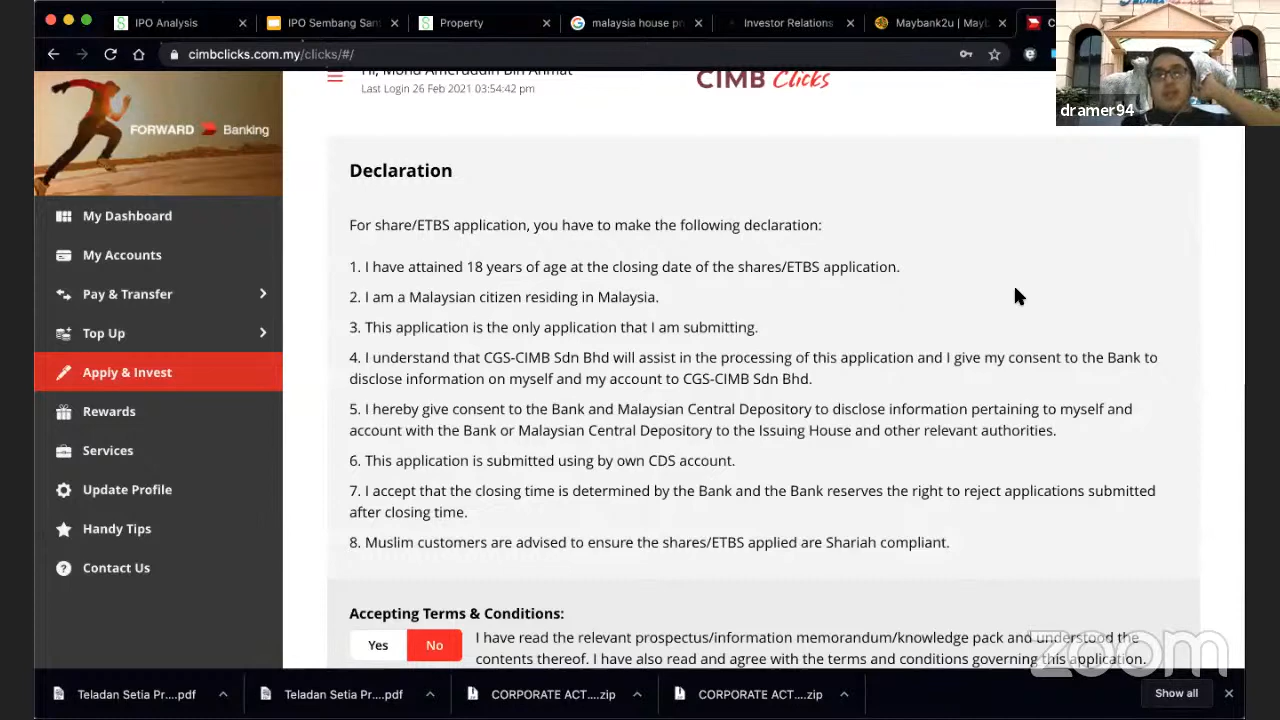 IPO Analysis
IPO Sembang San
Property
malaysia house pr
Investor Relations
Maybank2u | M
cimbclicks.com.my/clicks/#/
dramer94
FORWARD Banking
Last Login 26 Feb 2021 03:54:42 pm
CIMB Clicks
My Dashboard
My Accounts
Pay & Transfer
Top Up
Apply & Invest
Rewards
Services
Update Profile
Handy Tips
Contact Us
Declaration
For share/ETBS application, you have to make the following declaration:
1. I have attained 18 years of age at the closing date of the shares/ETBS application.
2. I am a Malaysian citizen residing in Malaysia.
3. This application is the only application that I am submitting.
4. I understand that CGS-CIMB Sdn Bhd will assist in the processing of this application and I give my consent to the Bank to
disclose information on myself and my account to CGS-CIMB Sdn Bhd.
5. I hereby give consent to the Bank and Malaysian Central Depository to disclose information pertaining to myself and
account with the Bank or Malaysian Central Depository to the Issuing House and other relevant authorities.
6. This application is submitted using by own CDS account.
7. I accept that the closing time is determined by the Bank and the Bank reserves the right to reject applications submitted
after closing time.
8. Muslim customers are advised to ensure the shares/ETBS applied are Shariah compliant.
Accepting Terms & Conditions:
Yes
No
I have read the relevant prospectus/information memorandum/knowledge pack and understood the
contents thereof. I have also read and agree with the terms and conditions governing this application.
zoom
Teladan Setia Pr....pdf
Teladan Setia Pr....pdf
CORPORATE ACT....zip
CORPORATE ACT....zip
Show all